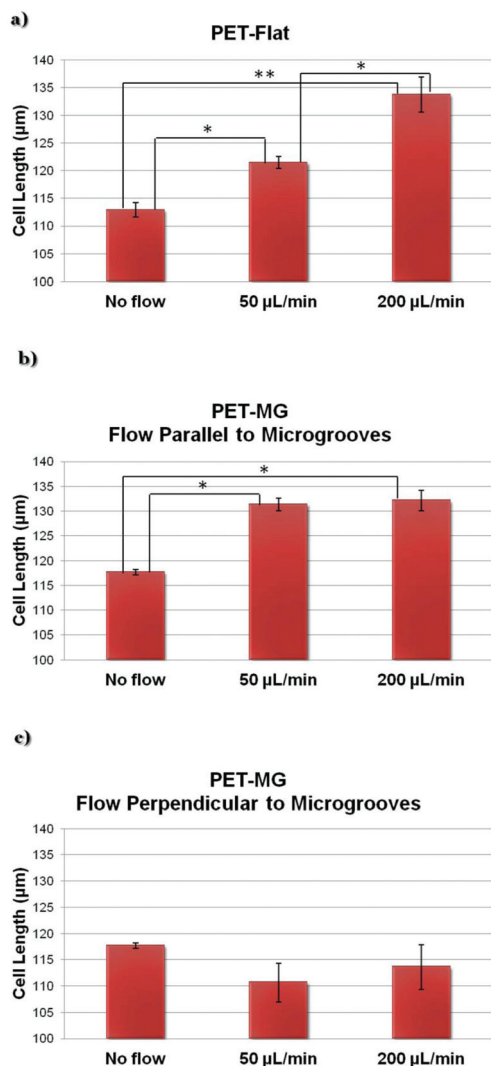 a)
PET-Flat
Cell Length (µm)
140
135
130
125
120
115
110
105
100
**
*
*
No flow
50 µL/min
200 µL/min
b)
PET-MG
Flow Parallel to Microgrooves
Cell Length (µm)
140
135
130
125
120
115
110
105
100
*
*
No flow
50 µL/min
200 µL/min
c)
PET-MG
Flow Perpendicular to Microgrooves
Cell Length (µm)
140
135
130
125
120
115
110
105
100
No flow
50 µL/min
200 µL/min